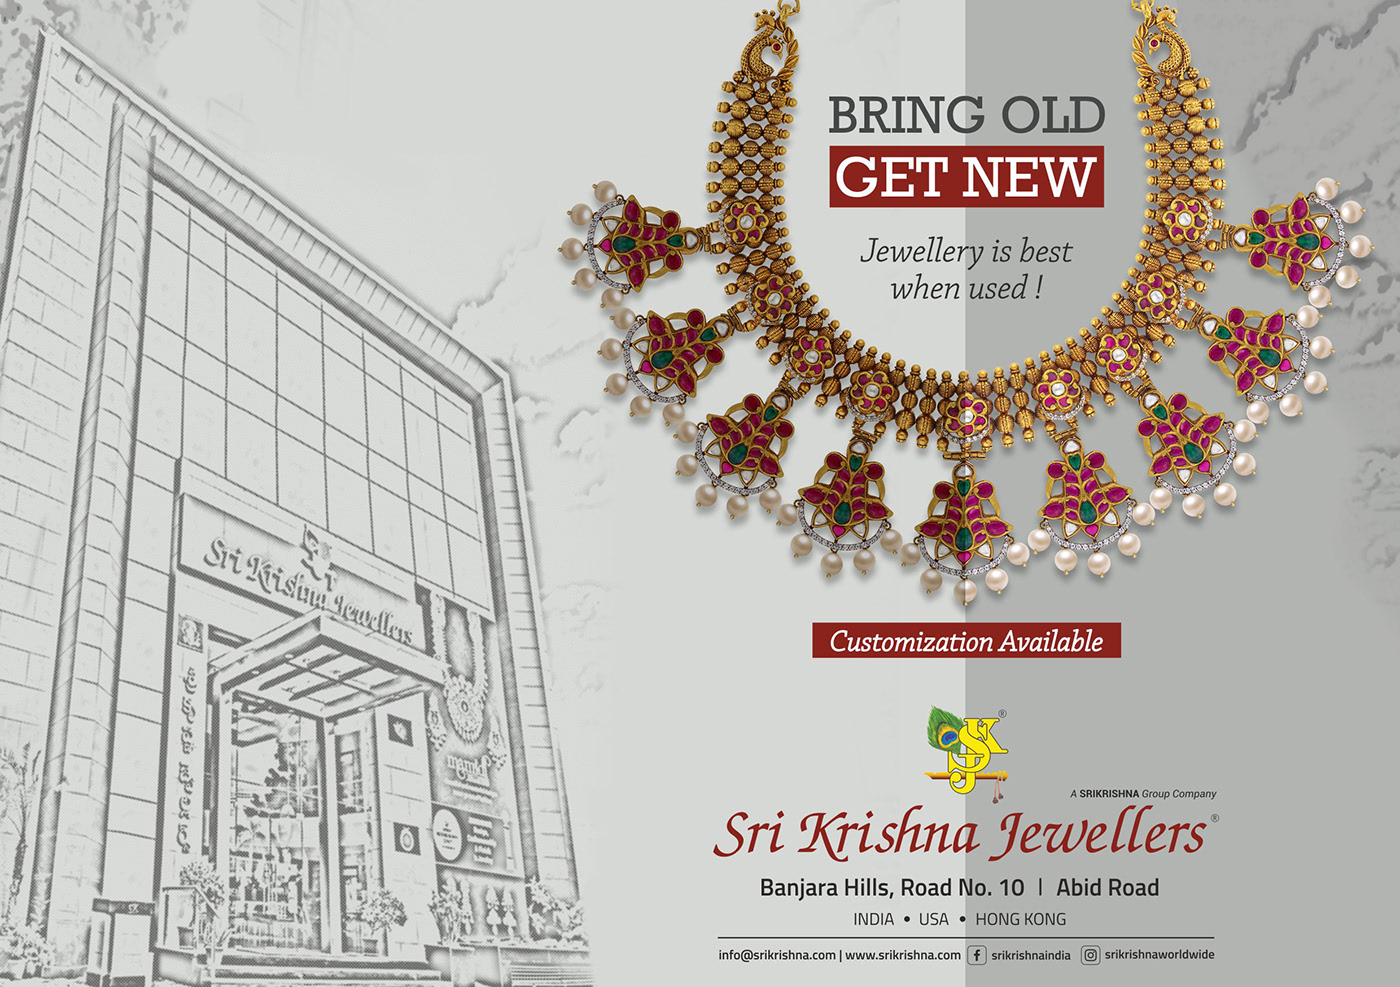 BRING OLD
GET NEW
Jewellery is best
when used !
Sri Krishna Jewellers
Customization Available
SKJ®
A SRIKRISHNA Group Company
Sri Krishna Jewellers®
Banjara Hills, Road No. 10 | Abid Road
INDIA • USA • HONG KONG
info@srikrishna.com | www.srikrishna.com f srikrishnaindia srikrishnaworldwide